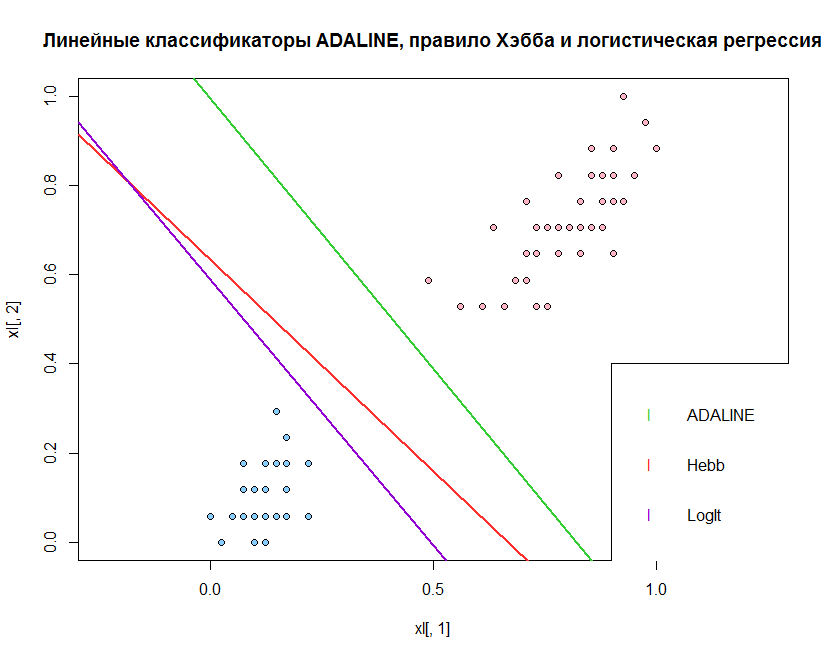 Линейные классификаторы ADALINE, правило Хэбба и логистическая регрессия
xl[, 2]
1.0
0.8
0.6
0.4
0.2
0.0
ADALINE
Hebb
LogIt
0.0 0.5 1.0
xl[, 1]